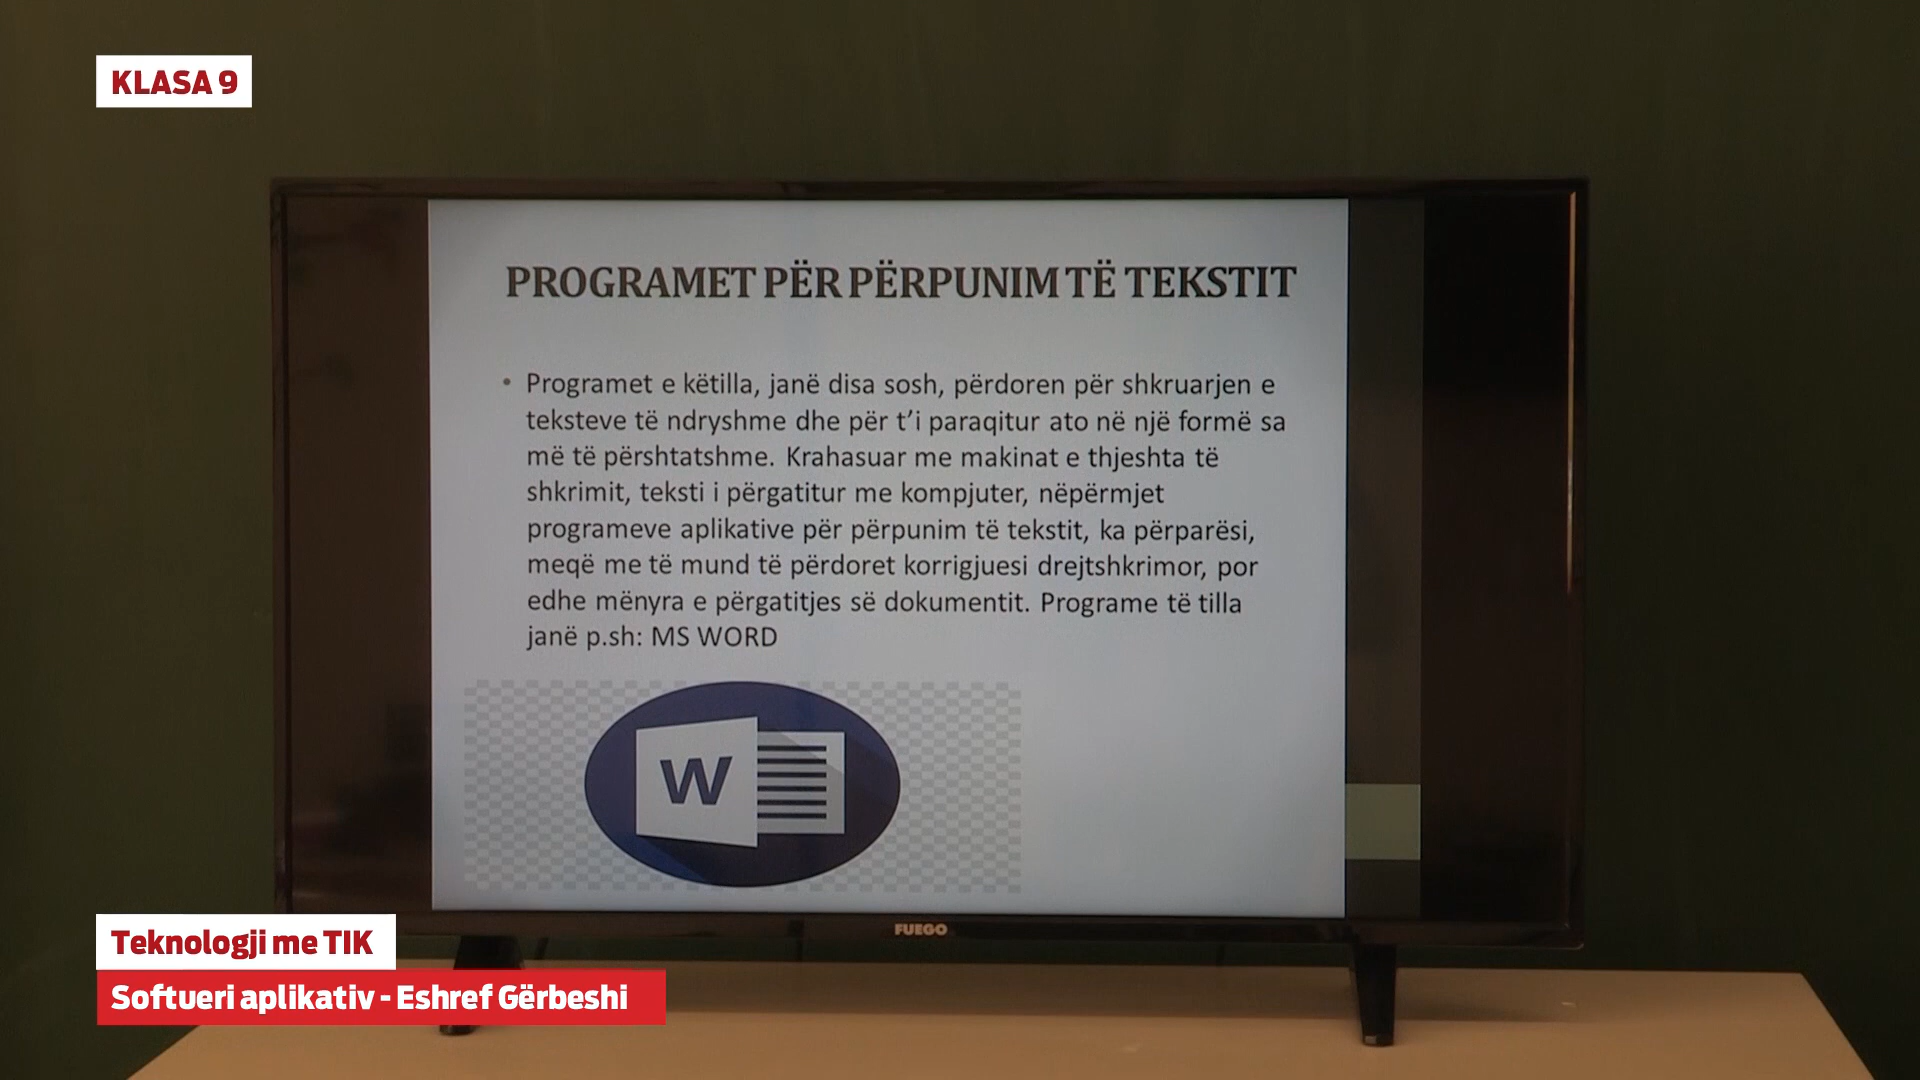 KLASA 9
PROGRAMET PËR PËRPUNIM TË TEKSTIT
• Programet e këtilla, janë disa sosh, përdoren për shkruarjen e
teksteve të ndryshme dhe për t’i paraqitur ato në një formë sa
më të përshtatshme. Krahasuar me makinat e thjeshta të
shkrimit, teksti i përgatitur me kompjuter, nëpërmjet
programeve aplikative për përpunim të tekstit, ka përparësi,
meqë me të mund të përdoret korrigjuesi drejtshkrimor, por
edhe mënyra e përgatitjes së dokumentit. Programe të tilla
janë p.sh: MS WORD
W
FUEGO
Teknologji me TIK
Softueri aplikativ - Eshref Gërbeshi